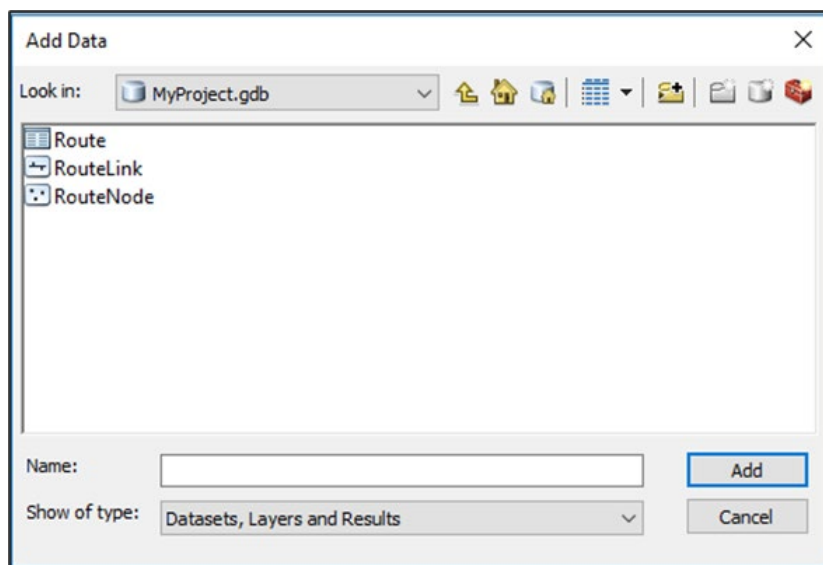 Add Data
Look in: MyProject.gdb
Route
RouteLink
RouteNode
Name: Add
Show of type: Datasets, Layers and Results Cancel